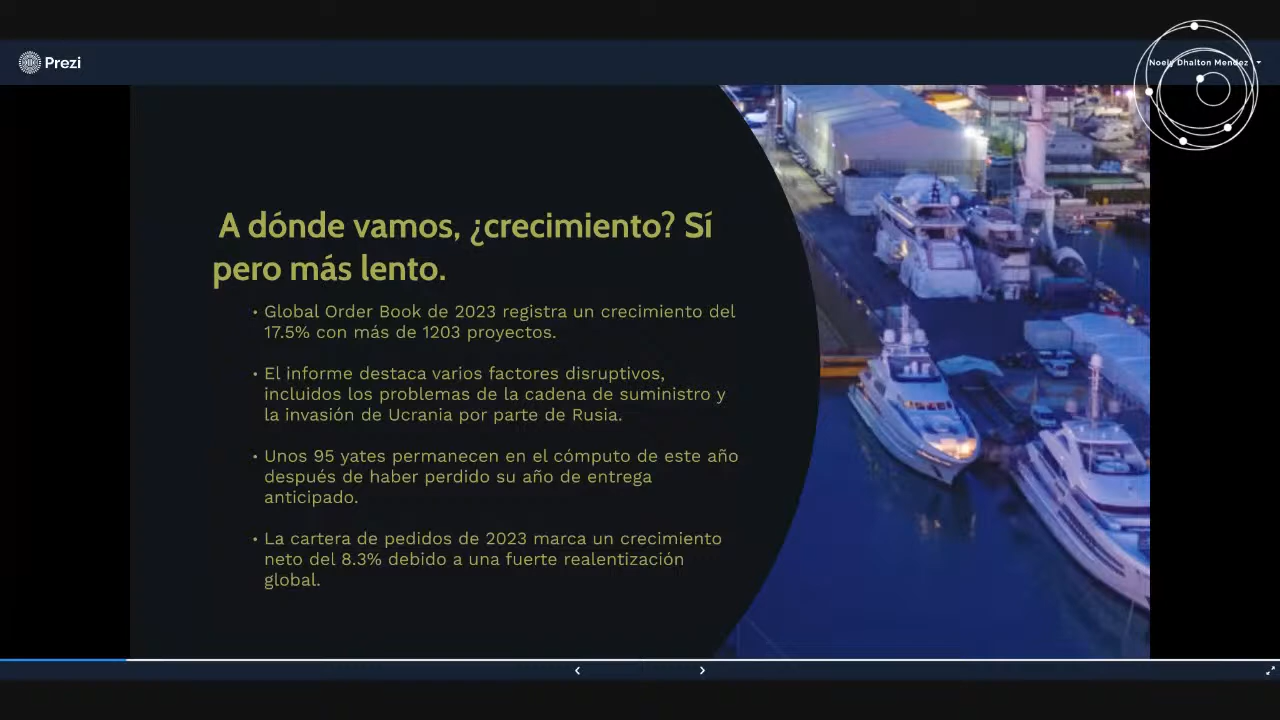 Prezi
Noely Dhalton Mendez
A dónde vamos, ¿crecimiento? Sí
pero más lento.
• Global Order Book de 2023 registra un crecimiento del
17.5% con más de 1203 proyectos.
• El informe destaca varios factores disruptivos,
incluidos los problemas de la cadena de suministro y
la invasión de Ucrania por parte de Rusia.
• Unos 95 yates permanecen en el cómputo de este año
después de haber perdido su año de entrega
anticipado.
• La cartera de pedidos de 2023 marca un crecimiento
neto del 8.3% debido a una fuerte realentización
global.